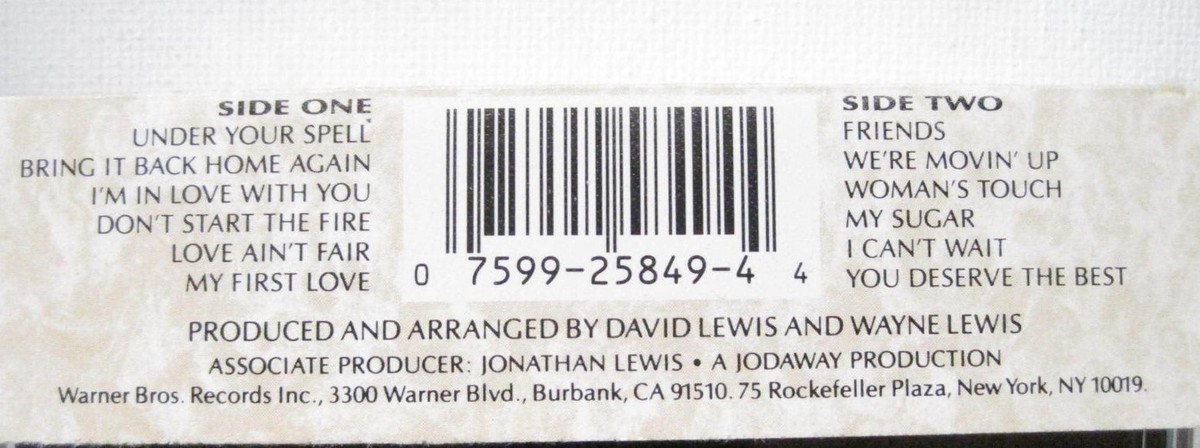 SIDE ONE
UNDER YOUR SPELL
BRING IT BACK HOME AGAIN
I'M IN LOVE WITH YOU
DON'T START THE FIRE
LOVE AIN'T FAIR
MY FIRST LOVE
0 7599-25849-4 4
SIDE TWO
FRIENDS
WE'RE MOVIN' UP
WOMAN'S TOUCH
MY SUGAR
I CAN'T WAIT
YOU DESERVE THE BEST
PRODUCED AND ARRANGED BY DAVID LEWIS AND WAYNE LEWIS
ASSOCIATE PRODUCER: JONATHAN LEWIS • A JODAWAY PRODUCTION
Warner Bros. Records Inc., 3300 Warner Blvd., Burbank, CA 91510. 75 Rockefeller Plaza, New York, NY 10019.